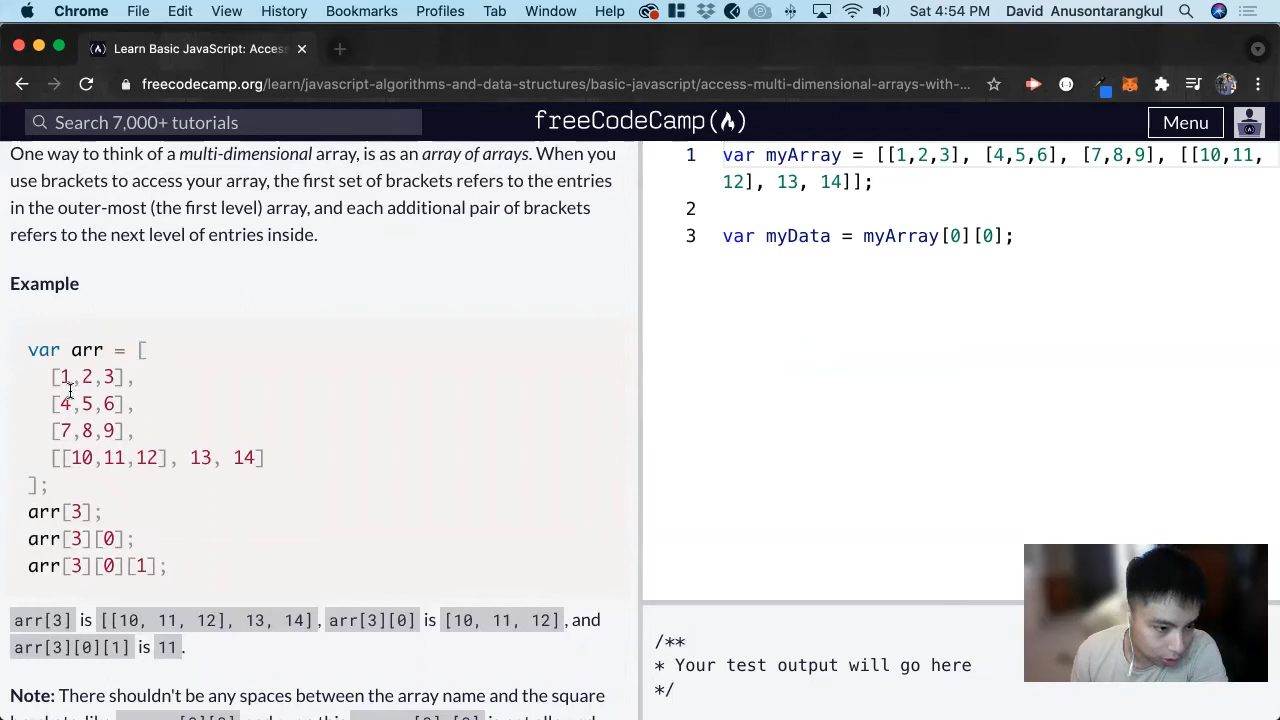 Chrome File Edit View History Bookmarks Profiles Tab Window Help Sat 4:54 PM David Anusontarangkul
Learn Basic JavaScript: Acces
freecodecamp.org/learn/javascript-algorithms-and-data-structures/basic-javascript/access-multi-dimensional-arrays-with-...
Search 7,000+ tutorials
freeCodeCamp(🔥)
Menu
One way to think of a multi-dimensional array, is as an array of arrays. When you
use brackets to access your array, the first set of brackets refers to the entries
in the outer-most (the first level) array, and each additional pair of brackets
refers to the next level of entries inside.
Example
var arr = [
[1,2,3],
[4,5,6],
[7,8,9],
[[10,11,12], 13, 14]
];
arr[3];
arr[3][0];
arr[3][0][1];
arr[3] is [[10, 11, 12], 13, 14], arr[3][0] is [10, 11, 12], and
arr[3][0][1] is 11.
Note: There shouldn't be any spaces between the array name and the square
1 var myArray = [[1,2,3], [4,5,6], [7,8,9], [[10,11,
12], 13, 14]];
2
3 var myData = myArray[0][0];
/**
* Your test output will go here
*/